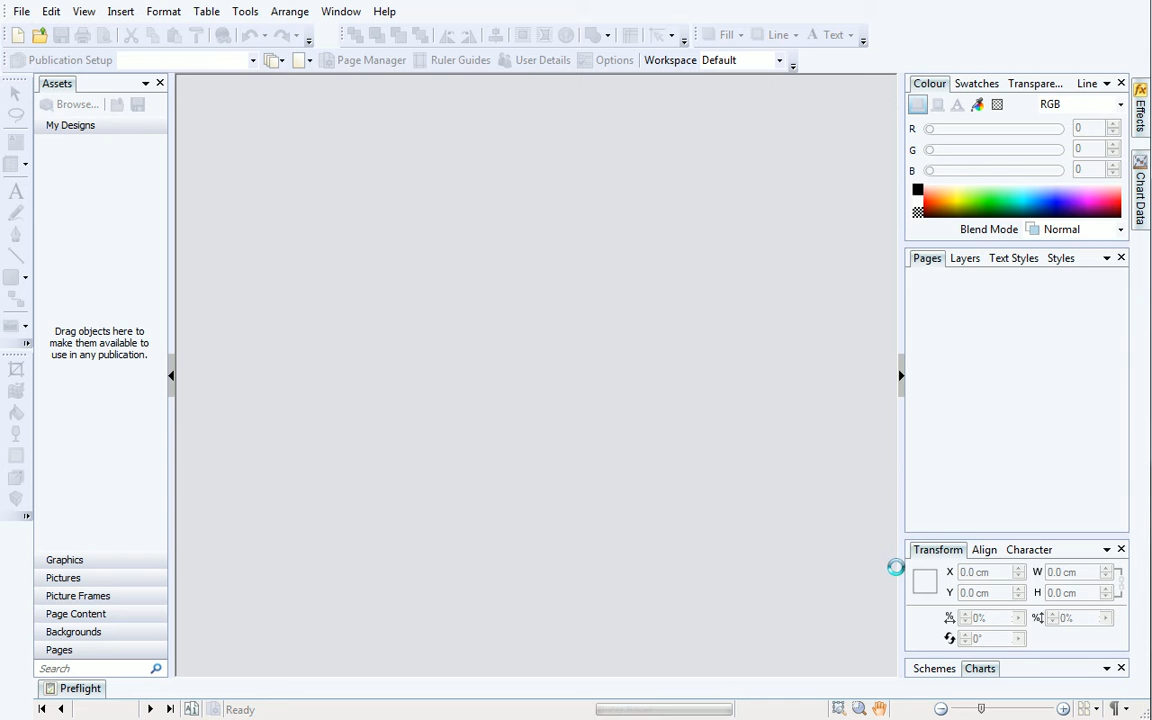 File Edit View Insert Format Table Tools Arrange Window Help
Fill Line A Text
Publication Setup Page Manager Ruler Guides User Details Options Workspace Default
Assets
Browse...
My Designs
Drag objects here to
make them available to
use in any publication.
Graphics
Pictures
Picture Frames
Page Content
Backgrounds
Pages
Search
Preflight
Ready
Colour Swatches Transpare... Line
RGB
R 0
G 0
B 0
Blend Mode Normal
Pages Layers Text Styles Styles
Transform Align Character
X 0.0 cm W 0.0 cm
Y 0.0 cm H 0.0 cm
0% 0%
0°
Schemes Charts
fx Effects
Chart Data